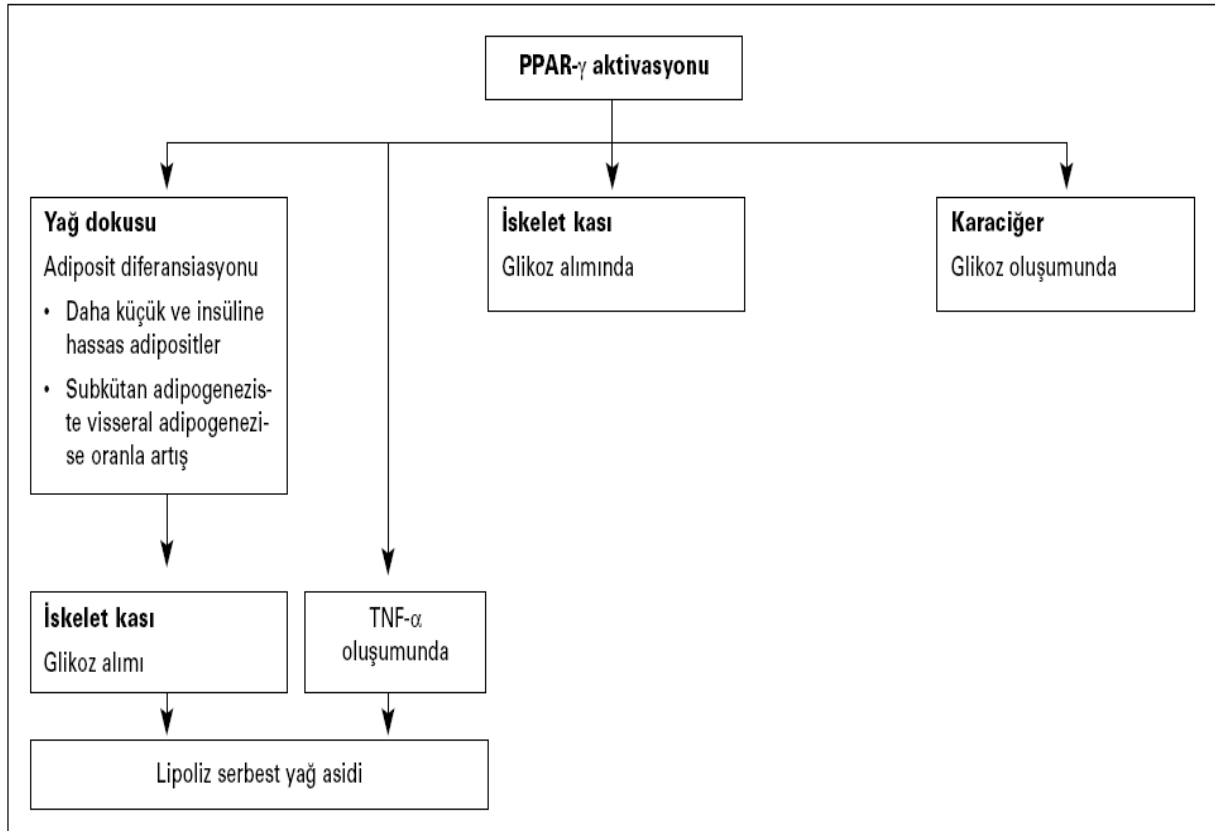 PPAR-γ aktivasyonu
Yağ dokusu
Adiposit diferansiasyonu
• Daha küçük ve insüline
hassas adipositler
• Subkütan adipogenezis-
te visseral adipogenezi-
se oranla artış
İskelet kası
Glikoz alımında
Karaciğer
Glikoz oluşumunda
İskelet kası
Glikoz alımı
TNF-α
oluşumunda
Lipoliz serbest yağ asidi